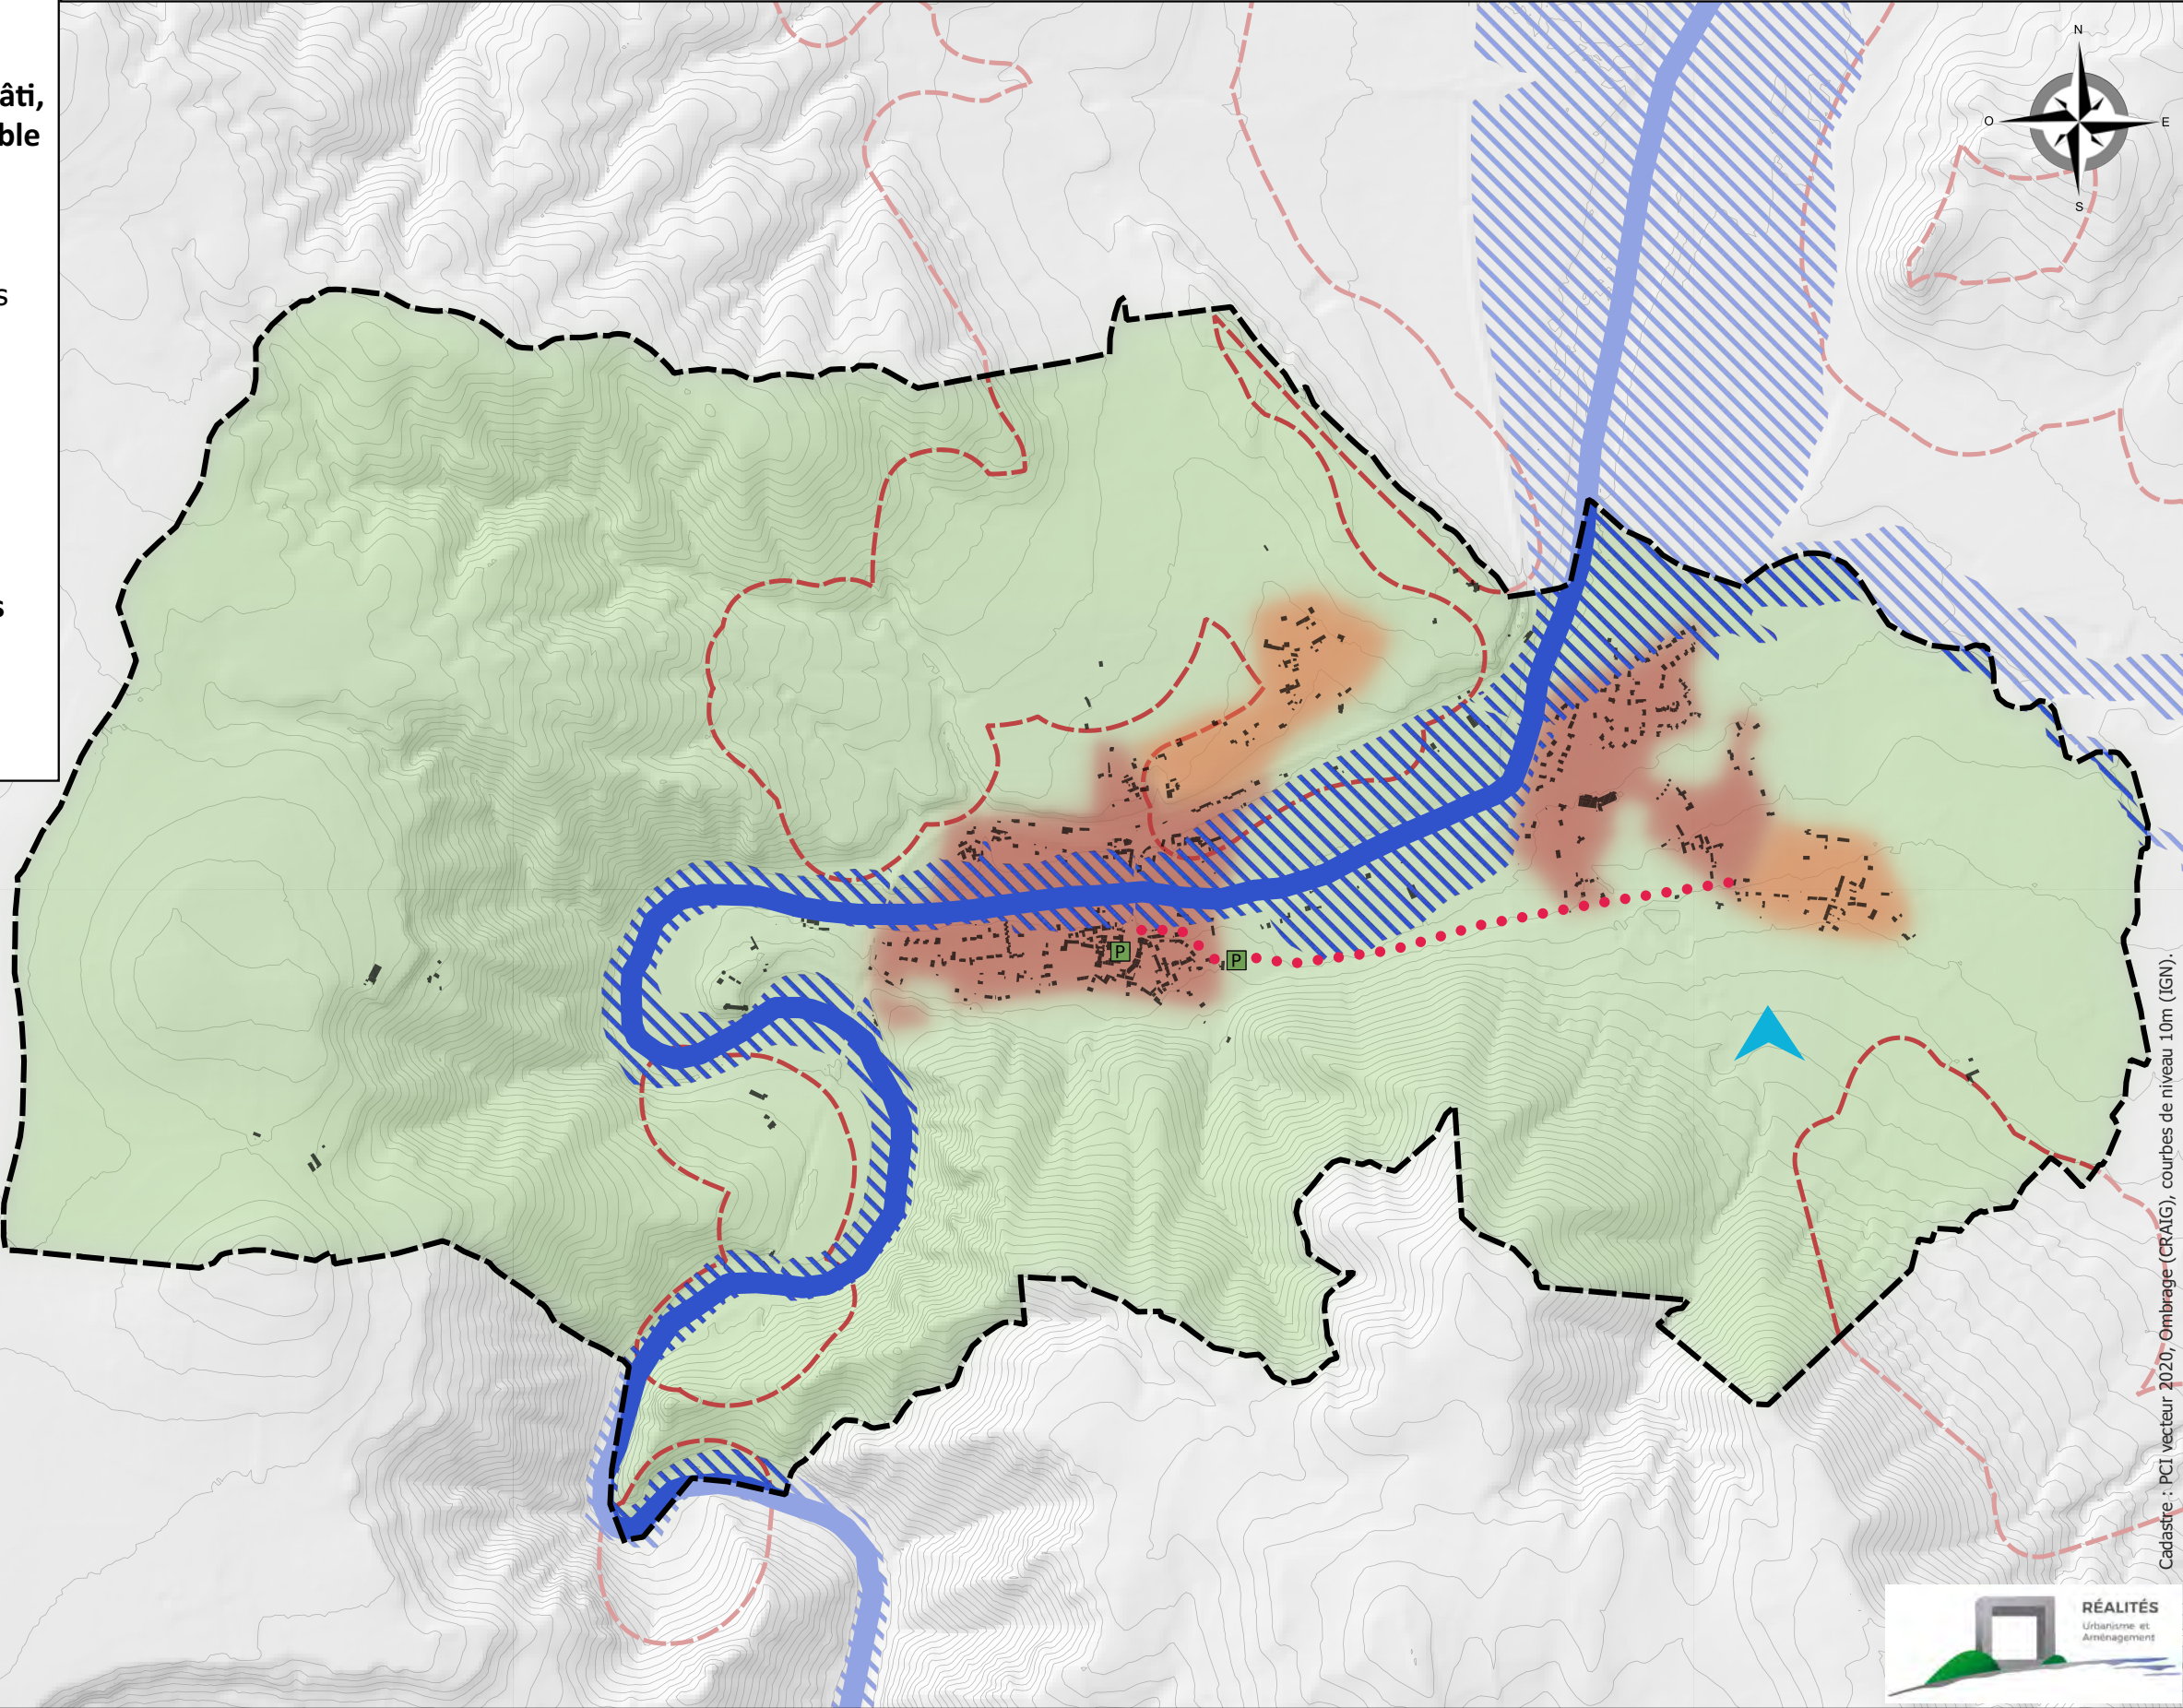 âti,
ble
s
s
N
O
E
S
P
P
Cadastre : PCI vecteur 2020, Ombrage (CRAIG), courbes de niveau 10m (IGN).
RÉALITÉS
Urbanisme et
Aménagement